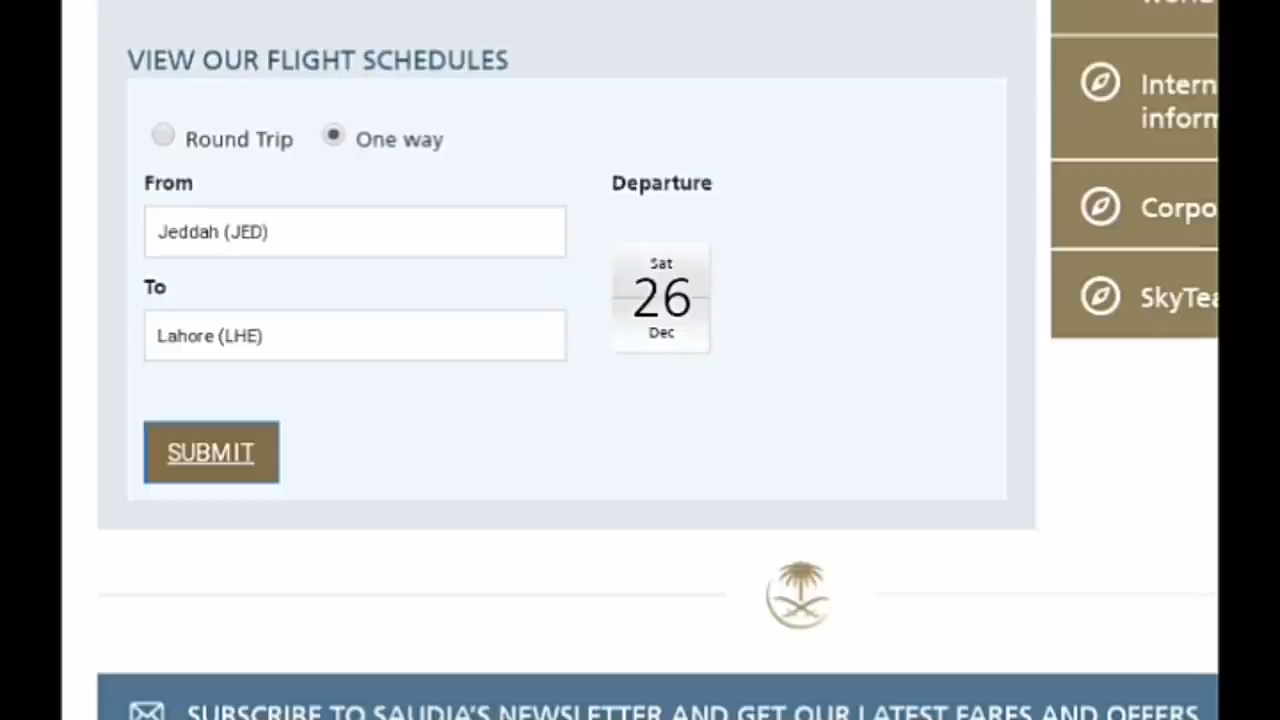 VIEW OUR FLIGHT SCHEDULES
Round Trip
One way
From
Departure
Jeddah (JED)
Sat
26
Dec
To
Lahore (LHE)
SUBMIT
SUBSCRIBE TO SAUDIA'S NEWSLETTER AND GET OUR LATEST FARES AND OFFERS
Intern
inform
Corpo
SkyTea